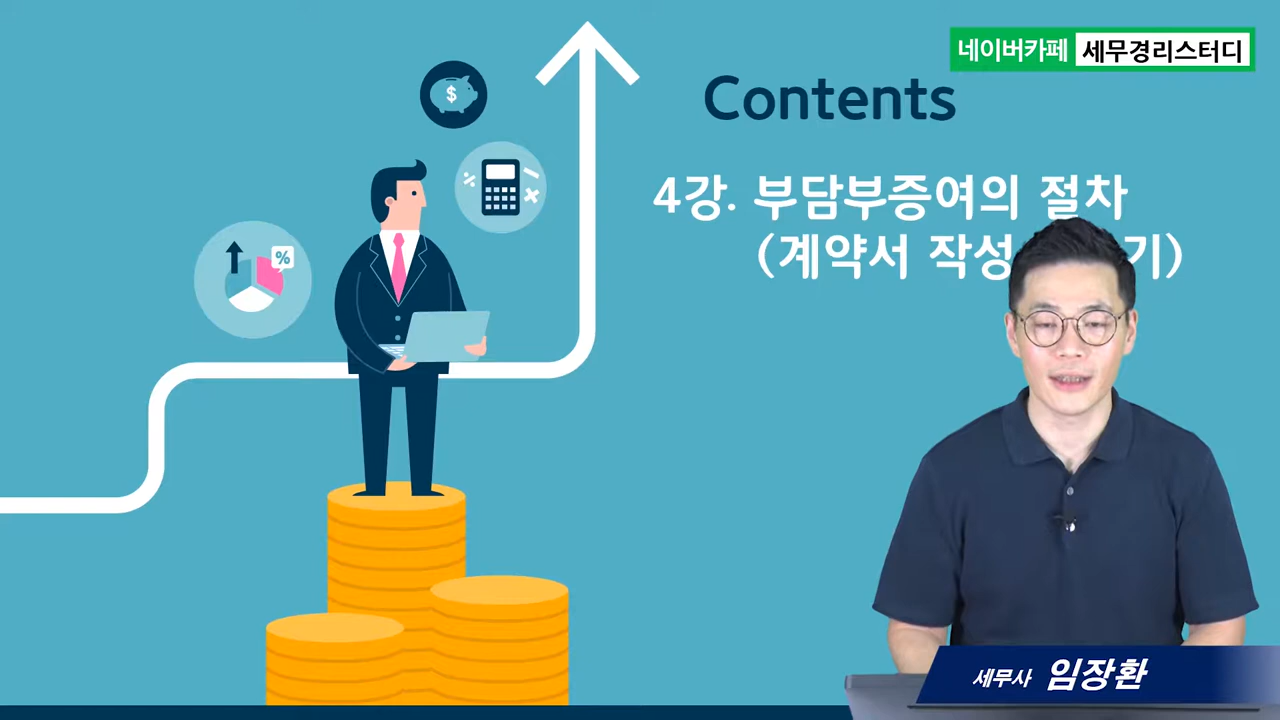 네이버카페 세무경리스터디
Contents
4강. 부담부증여의 절차
(계약서 작성 기)
$
%
%
세무사 임장환